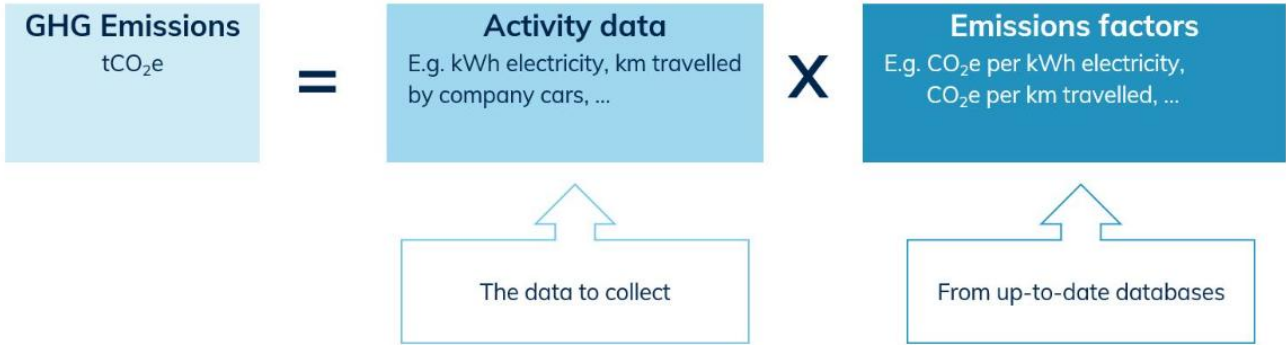 GHG Emissions
tCO₂e
=
Activity data
E.g. kWh electricity, km travelled
by company cars, ...
X
Emissions factors
E.g. CO₂e per kWh electricity,
CO₂e per km travelled, ...
The data to collect
From up-to-date databases